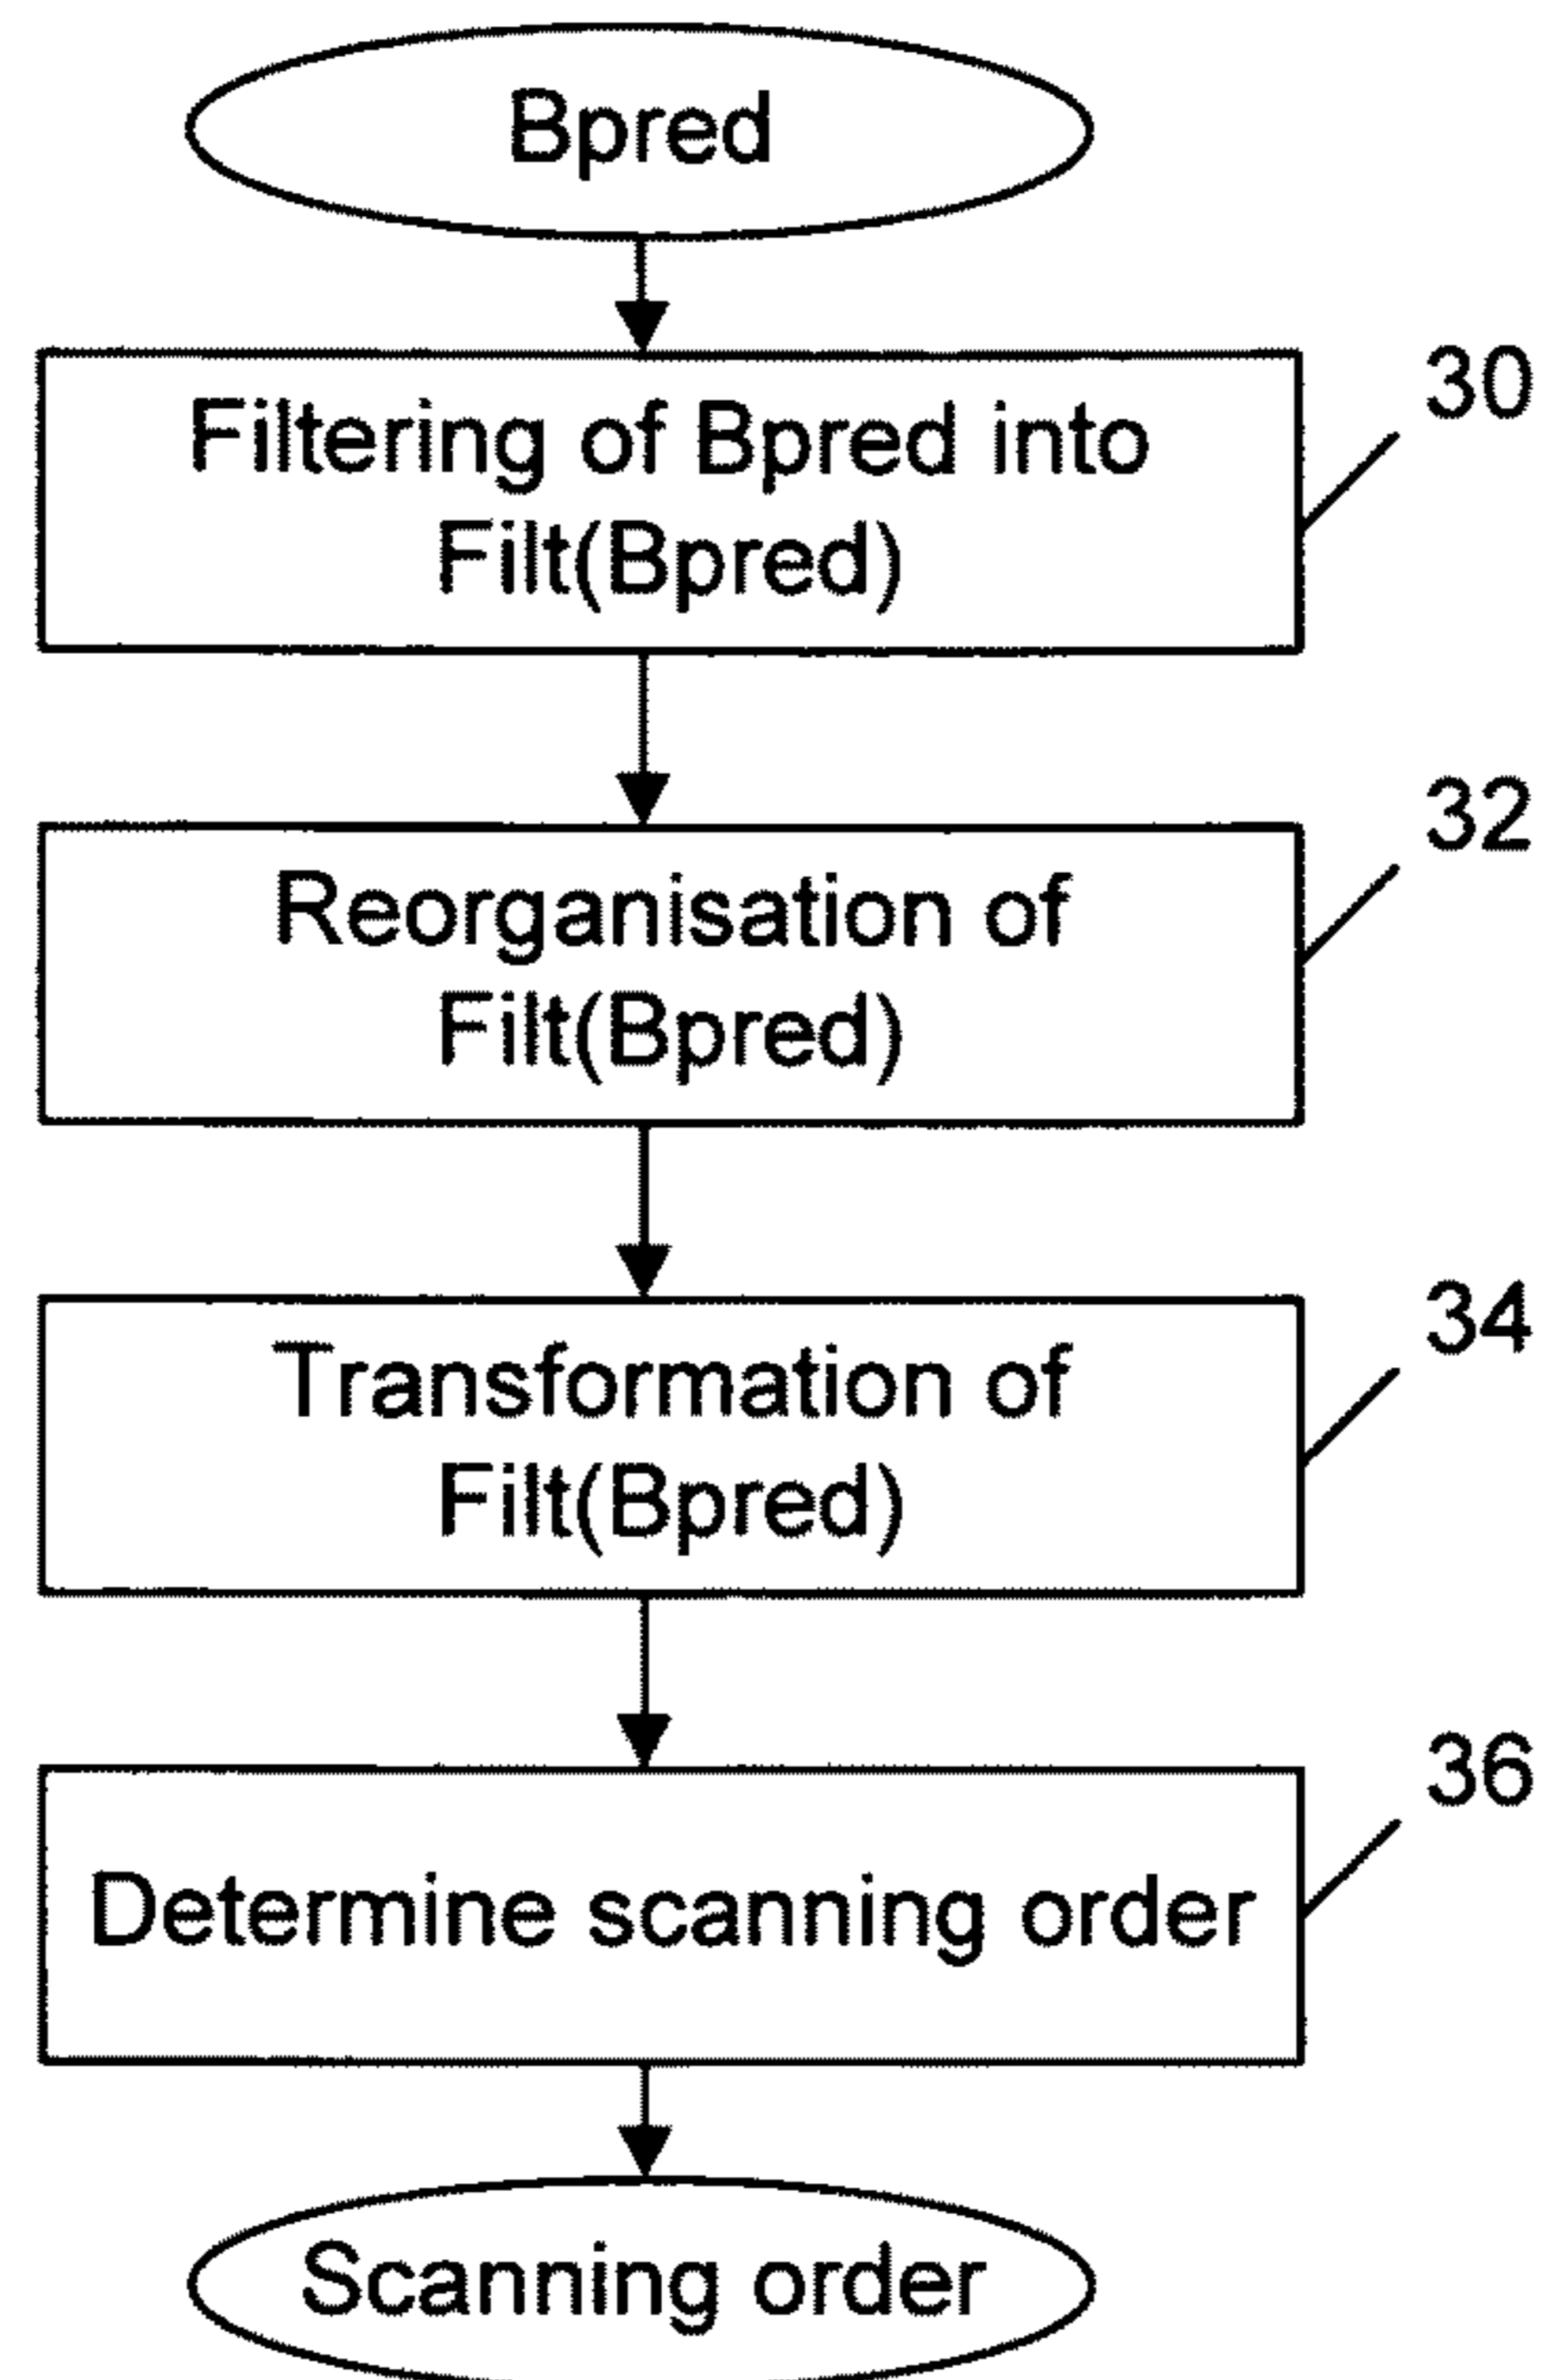 Bpred
30
Filtering of Bpred into
Filt(Bpred)
32
Reorganisation of
Filt(Bpred)
34
Transformation of
Filt(Bpred)
36
Determine scanning order
Scanning order